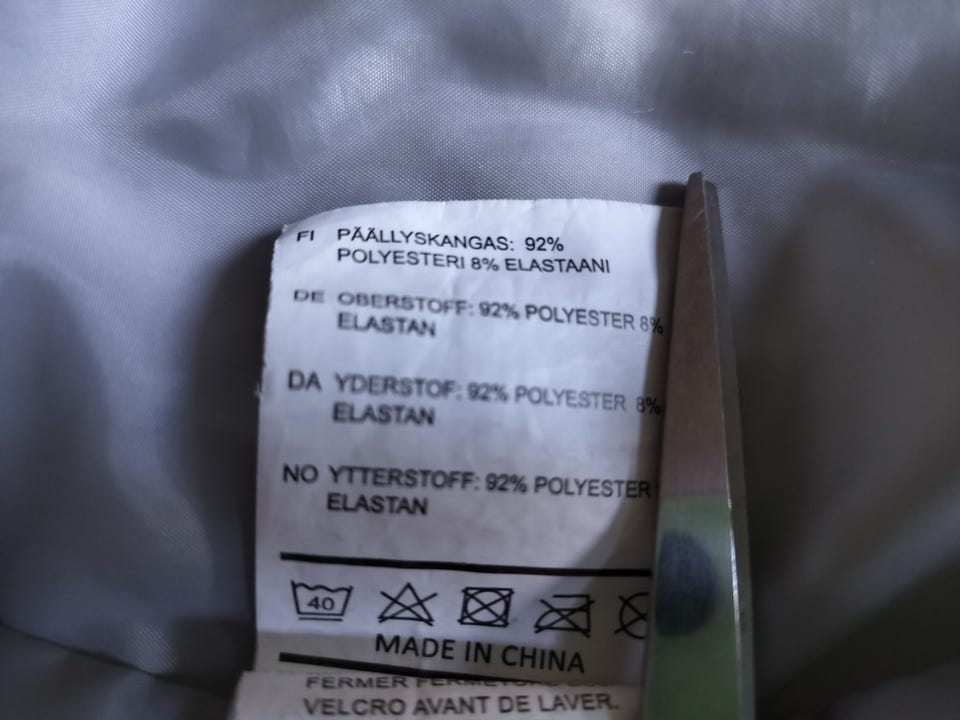 FI PÄÄLLYSKANGAS: 92%
POLYESTERI 8% ELASTAANI
DE OBERSTOFF: 92% POLYESTER 8%
ELASTAN
DA YDERSTOF: 92% POLYESTER 8%
ELASTAN
NO YTTERSTOFF: 92% POLYESTER
ELASTAN
40
MADE IN CHINA
FERMER
VELCRO AVANT DE LAVER.